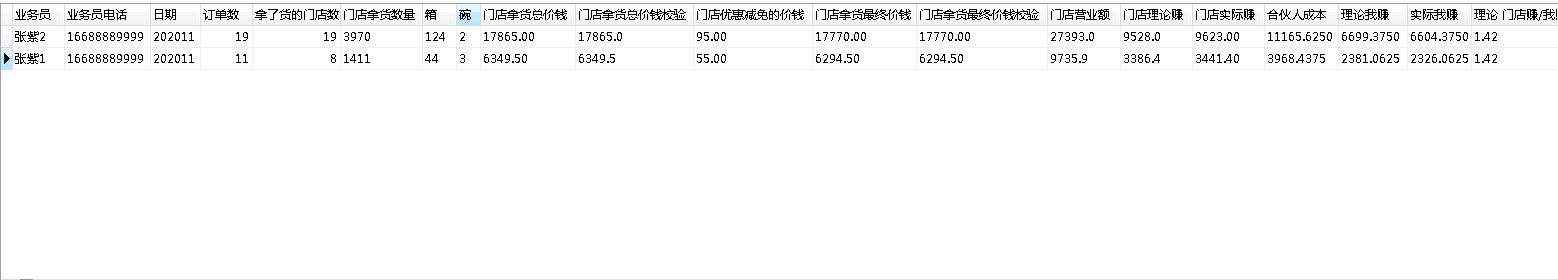 业务员 业务员电话 日期 订单数 拿了货的门店数 门店拿货数量 箱 碗 门店拿货总价钱 门店拿货总价钱校验 门店优惠减免的价钱 门店拿货最终价钱 门店拿货最终价钱校验 门店营业额 门店理论赚 门店实际赚 合伙人成本 理论我赚 实际我赚 理论 门店赚/我
张紫2 16688889999 202011 19 19 3970 124 2 17865.00 17865.0 95.00 17770.00 17770.00 27393.0 9528.0 9623.00 11165.6250 6699.3750 6604.3750 1.42
张紫1 16688889999 202011 11 8 1411 44 3 6349.50 6349.5 55.00 6294.50 6294.50 9735.9 3386.4 3441.40 3968.4375 2381.0625 2326.0625 1.42